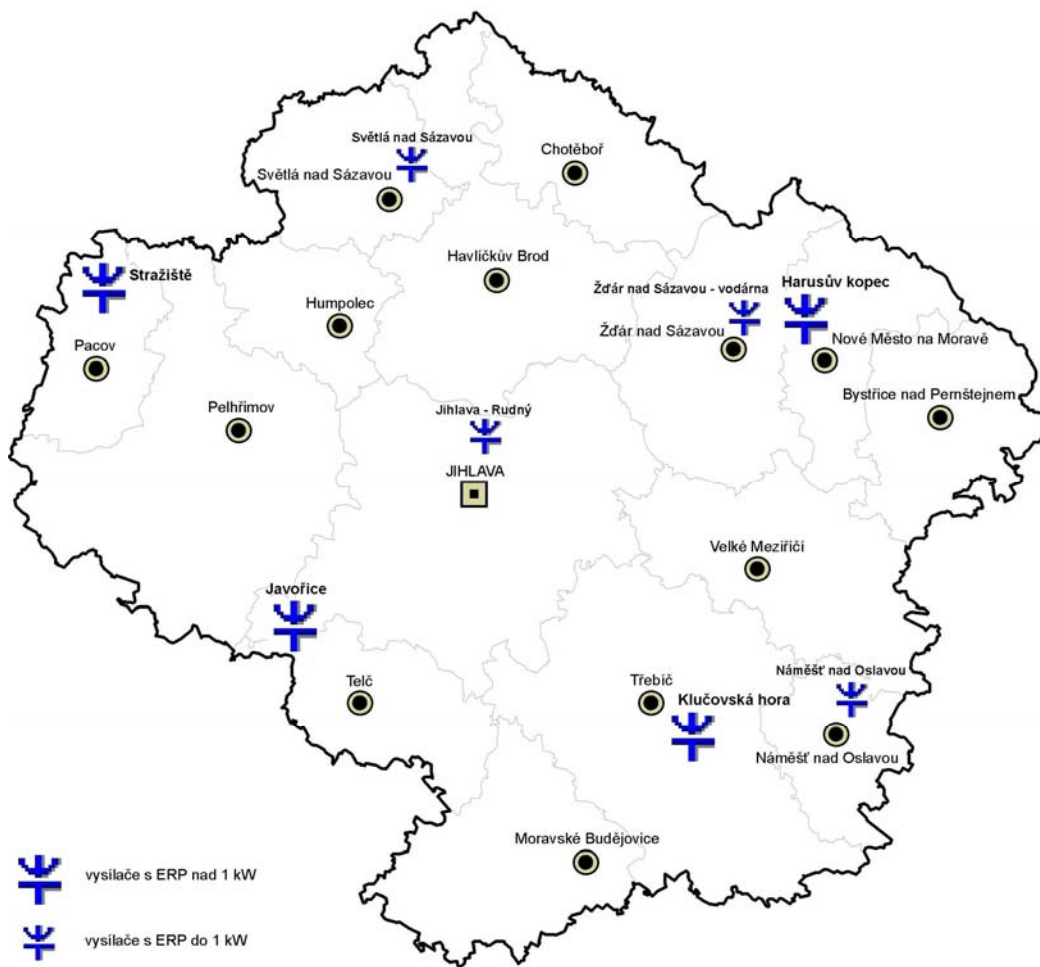 Světlá nad Sázavou
Chotěboř
Světlá nad Sázavou
Havlíčkův Brod
Stražiště
Harusův kopec
Žďár nad Sázavou - vodárna
Humpolec
Žďár nad Sázavou
Nové Město na Moravě
Pacov
Bystřice nad Pernštejnem
Pelhřimov
Jihlava - Rudný
JIHLAVA
Velké Meziříčí
Javořice
Náměšť nad Oslavou
Telč
Třebíč
Klučovská hora
Náměšť nad Oslavou
Moravské Budějovice
vysílače s ERP nad 1 kW
vysílače s ERP do 1 kW